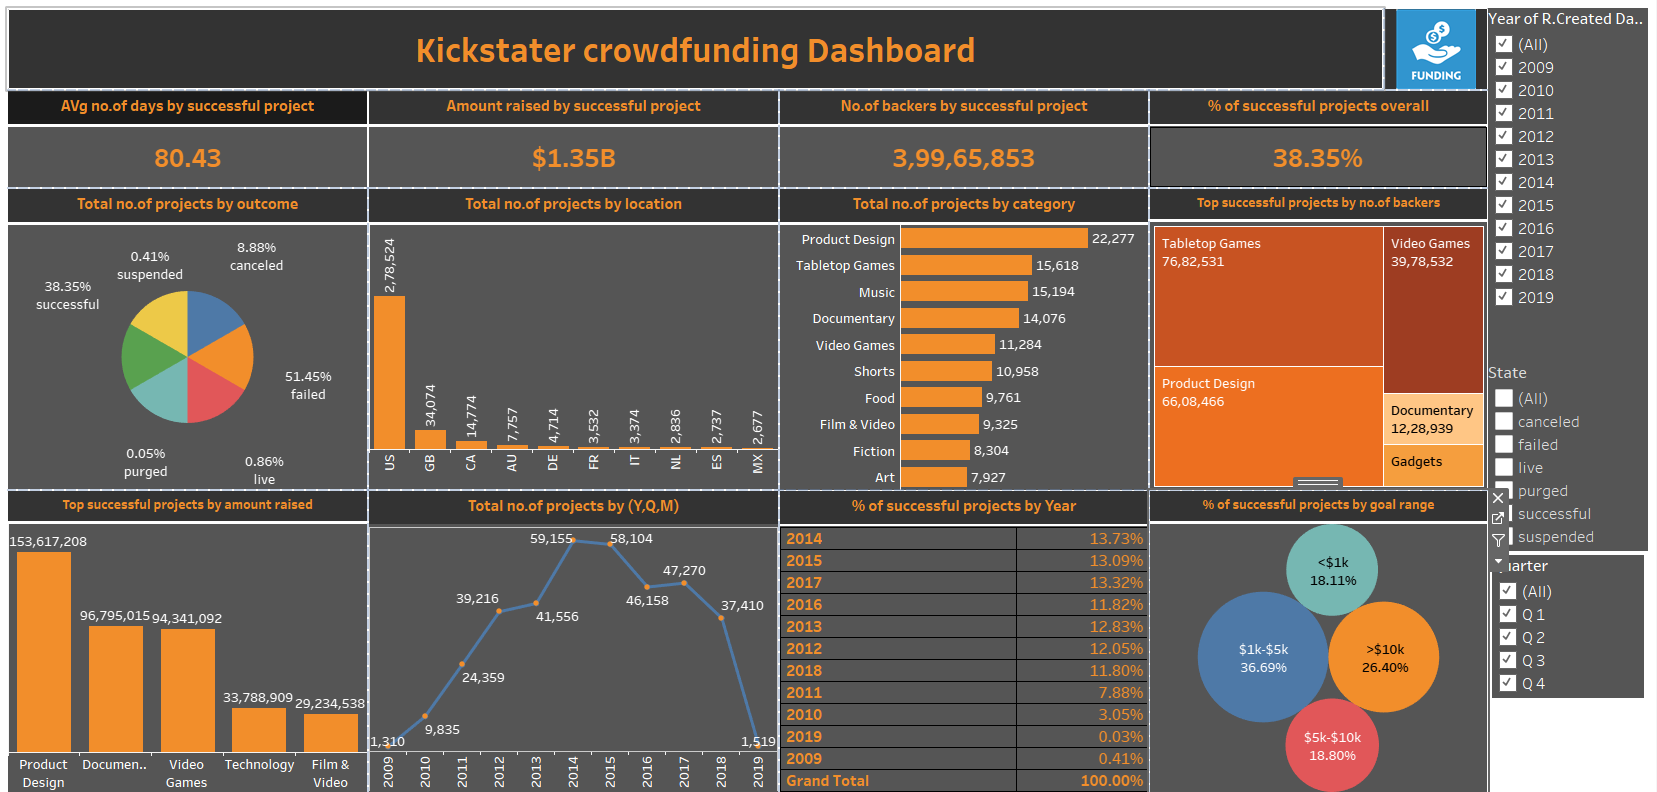 Kickstater crowdfunding Dashboard
FUNDING
AVg no.of days by successful project
80.43
Amount raised by successful project
$1.35B
No.of backers by successful project
3,99,65,853
% of successful projects overall
38.35%
Total no.of projects by outcome
0.41%
suspended
8.88%
canceled
38.35%
successful
51.45%
failed
0.05%
purged
0.86%
live
Total no.of projects by location
2,78,524
34,074
14,774
7,757
4,714
3,532
3,374
2,836
2,737
2,677
US
GB
CA
AU
DE
FR
IT
NL
ES
MX
Total no.of projects by category
Product Design 22,277
Tabletop Games 15,618
Music 15,194
Documentary 14,076
Video Games 11,284
Shorts 10,958
Food 9,761
Film & Video 9,325
Fiction 8,304
Art 7,927
Top successful projects by no.of backers
Tabletop Games
76,82,531
Video Games
39,78,532
Product Design
66,08,466
Documentary
12,28,939
Gadgets
Top successful projects by amount raised
153,617,208
96,795,015
94,341,092
33,788,909
29,234,538
Product
Design
Documen..
Video
Games
Technology
Film &
Video
Total no.of projects by (Y,Q,M)
1,310
9,835
24,359
39,216
41,556
59,155
58,104
46,158
47,270
37,410
1,519
2009
2010
2011
2012
2013
2014
2015
2016
2017
2018
2019
% of successful projects by Year
2014 13.73%
2015 13.09%
2017 13.32%
2016 11.82%
2013 12.83%
2012 12.05%
2018 11.80%
2011 7.88%
2010 3.05%
2019 0.03%
2009 0.41%
Grand Total 100.00%
% of successful projects by goal range
<$1k
18.11%
$1k-$5k
36.69%
>$10k
26.40%
$5k-$10k
18.80%
Year of R.Created Da..
(All)
2009
2010
2011
2012
2013
2014
2015
2016
2017
2018
2019
State
(All)
canceled
failed
live
purged
successful
suspended
uarter
(All)
Q 1
Q 2
Q 3
Q 4